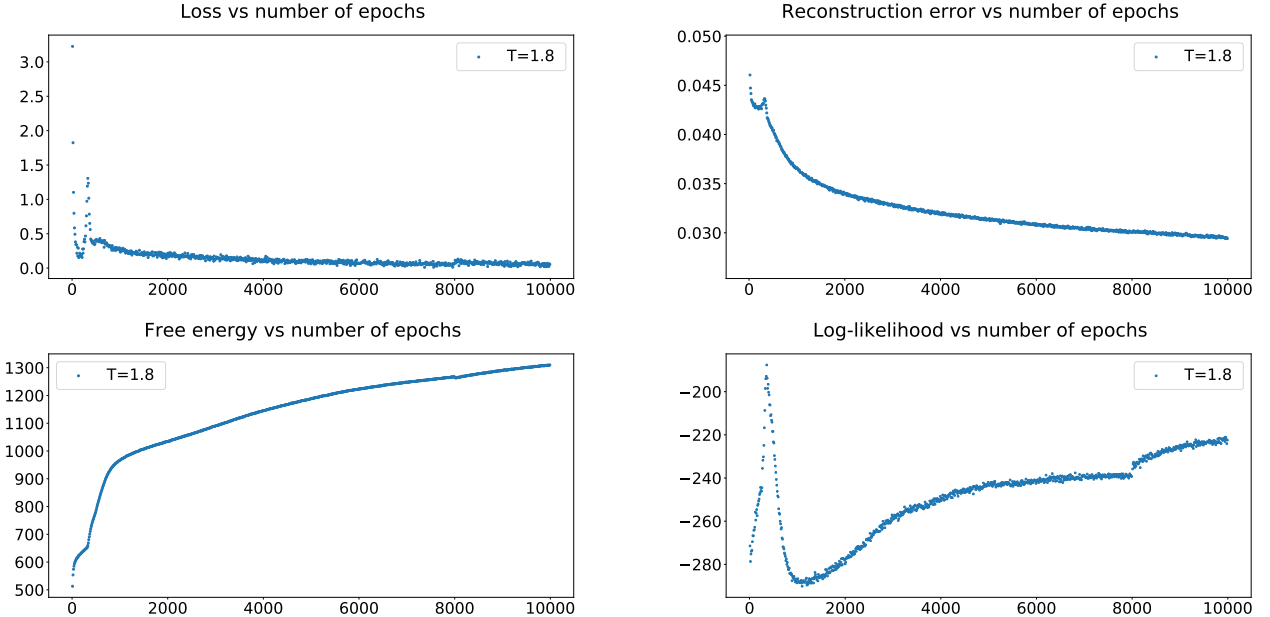 Loss vs number of epochs
3.0
2.5
2.0
1.5
1.0
0.5
0.0
0 2000 4000 6000 8000 10000
T=1.8
Reconstruction error vs number of epochs
0.050
0.045
0.040
0.035
0.030
0 2000 4000 6000 8000 10000
T=1.8
Free energy vs number of epochs
1300
1200
1100
1000
900
800
700
600
500
0 2000 4000 6000 8000 10000
T=1.8
Log-likelihood vs number of epochs
−200
−220
−240
−260
−280
0 2000 4000 6000 8000 10000
T=1.8